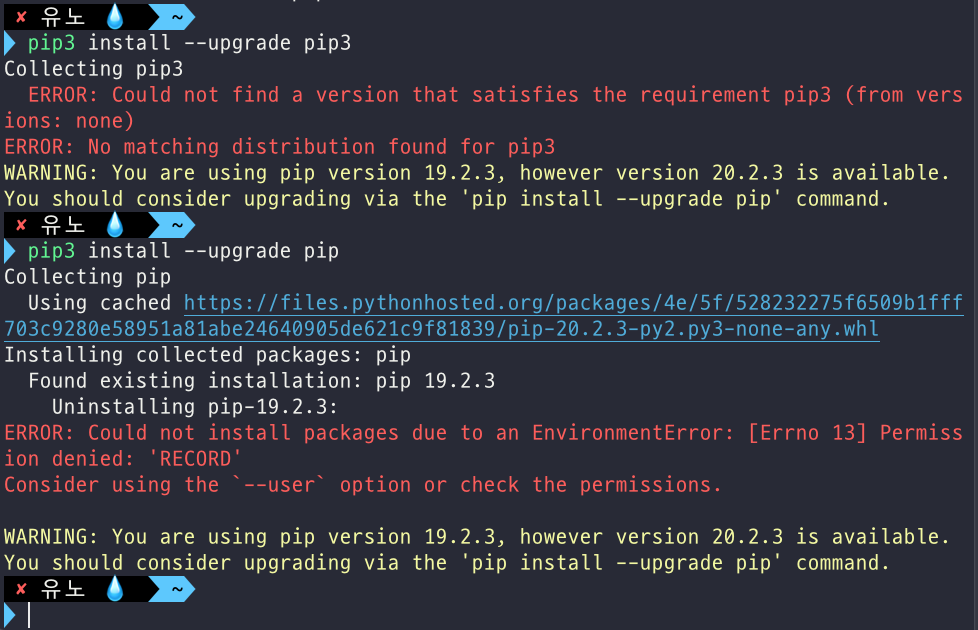 ✘ 유노 💧 ~
pip3 install --upgrade pip3
Collecting pip3
ERROR: Could not find a version that satisfies the requirement pip3 (from vers
ions: none)
ERROR: No matching distribution found for pip3
WARNING: You are using pip version 19.2.3, however version 20.2.3 is available.
You should consider upgrading via the 'pip install --upgrade pip' command.
✘ 유노 💧 ~
pip3 install --upgrade pip
Collecting pip
Using cached https://files.pythonhosted.org/packages/4e/5f/528232275f6509b1fff
703c9280e58951a81abe24640905de621c9f81839/pip-20.2.3-py2.py3-none-any.whl
Installing collected packages: pip
Found existing installation: pip 19.2.3
Uninstalling pip-19.2.3:
ERROR: Could not install packages due to an EnvironmentError: [Errno 13] Permiss
ion denied: 'RECORD'
Consider using the `--user` option or check the permissions.
WARNING: You are using pip version 19.2.3, however version 20.2.3 is available.
You should consider upgrading via the 'pip install --upgrade pip' command.
✘ 유노 💧 ~